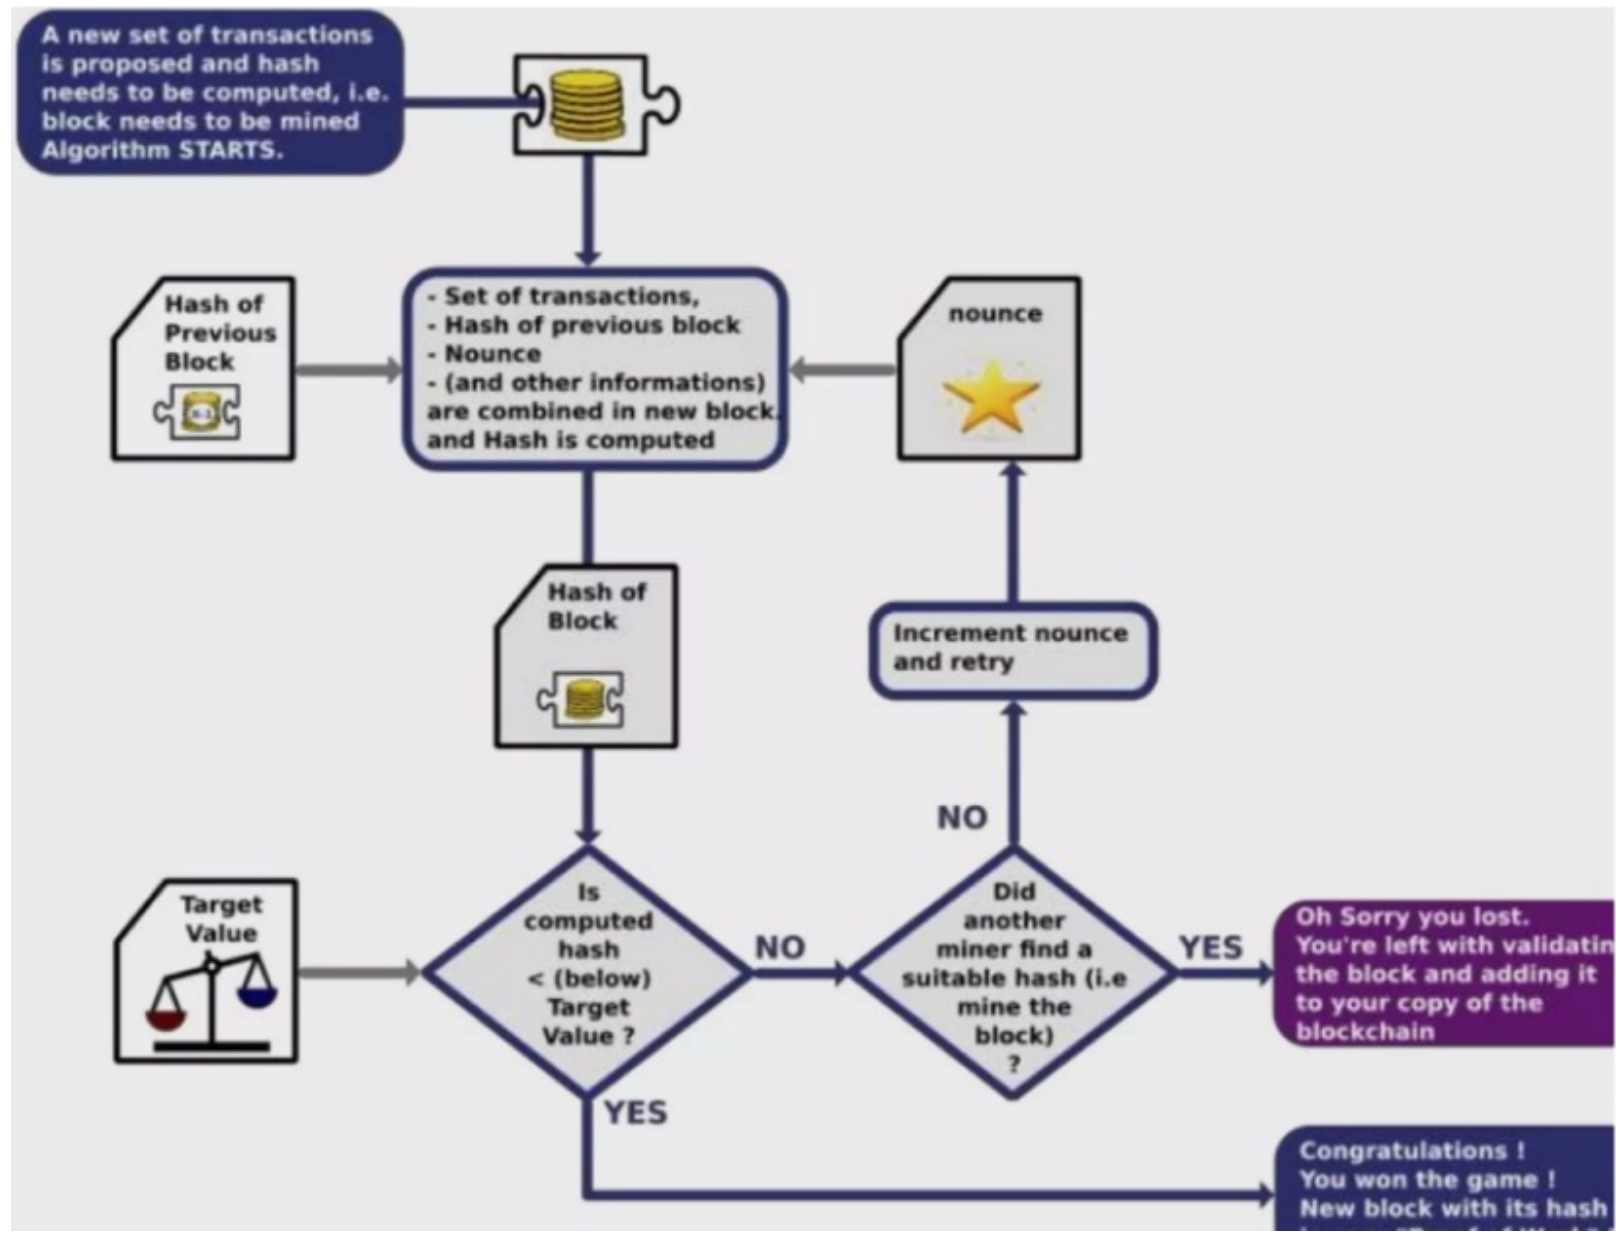 A new set of transactions
is proposed and hash
needs to be computed, i.e.
block needs to be mined
Algorithm STARTS.
Hash of
Previous
Block
- Set of transactions,
- Hash of previous block
- Nounce
- (and other informations)
are combined in new block.
and Hash is computed
nounce
Hash of
Block
Increment nounce
and retry
NO
Target
Value
Is
computed
hash
< (below)
Target
Value ?
NO
Did
another
miner find a
suitable hash (i.e
mine the
block)
?
YES
Oh Sorry you lost.
You're left with validatin
the block and adding it
to your copy of the
blockchain
YES
Congratulations !
You won the game !
New block with its hash